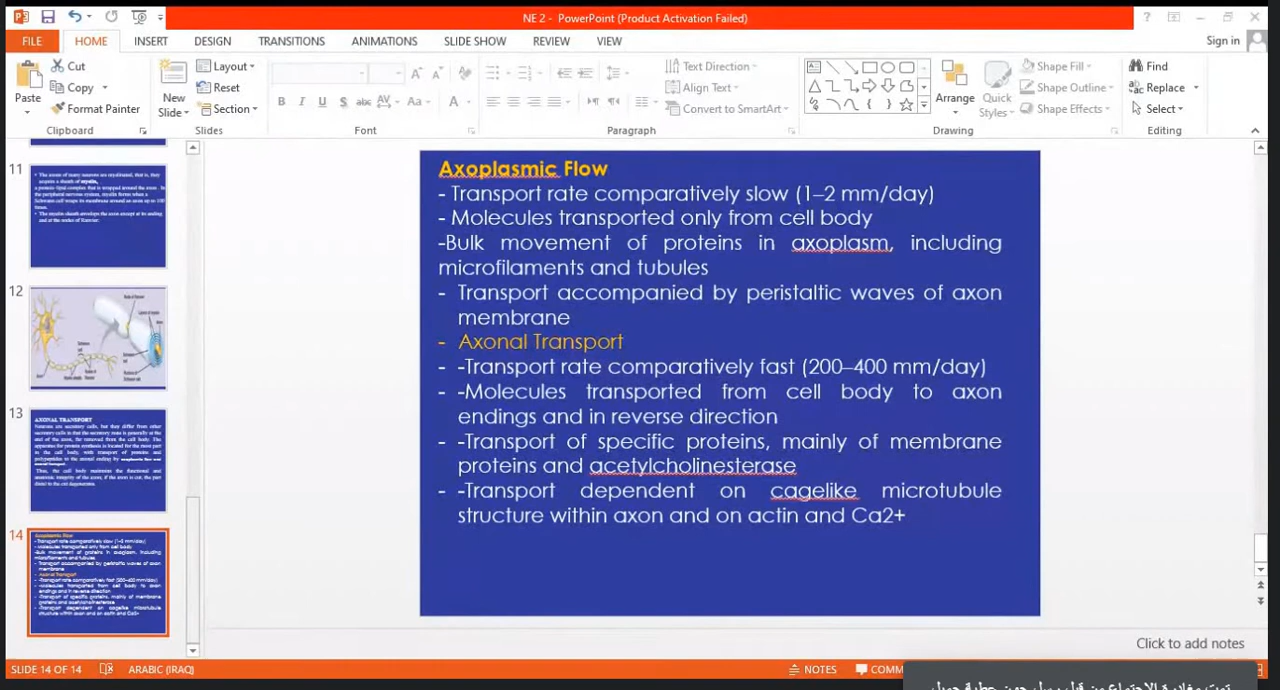 NE 2 - PowerPoint (Product Activation Failed)
FILE HOME INSERT DESIGN TRANSITIONS ANIMATIONS SLIDE SHOW REVIEW VIEW Sign in
Cut
Copy
Format Painter
Paste
New
Slide
Layout
Reset
Section
Text Direction
Align Text
Convert to SmartArt
Arrange
Quick
Styles
Shape Fill
Shape Outline
Shape Effects
Find
Replace
Select
Clipboard Slides Font Paragraph Drawing Editing
11
12
13
AXONAL TRANSPORT
14
Axoplasmic Flow
- Transport rate comparatively slow (1–2 mm/day)
- Molecules transported only from cell body
-Bulk movement of proteins in axoplasm, including
microfilaments and tubules
- Transport accompanied by peristaltic waves of axon
membrane
- Axonal Transport
- -Transport rate comparatively fast (200–400 mm/day)
- -Molecules transported from cell body to axon
endings and in reverse direction
- -Transport of specific proteins, mainly of membrane
proteins and acetylcholinesterase
- -Transport dependent on cagelike microtubule
structure within axon and on actin and Ca2+
Click to add notes
SLIDE 14 OF 14 ARABIC (IRAQ) NOTES COMM